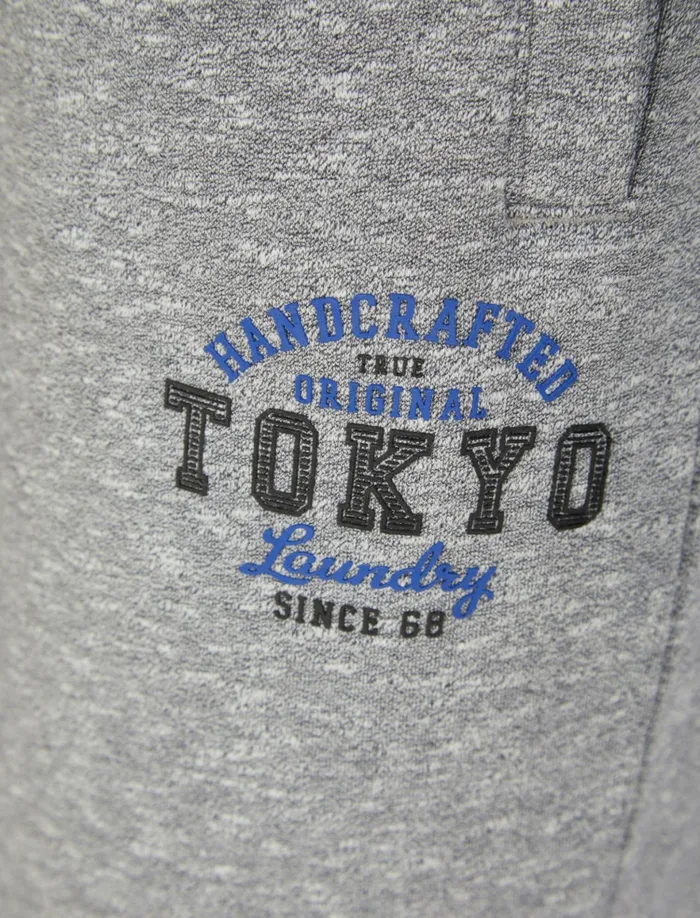 HANDCRAFTED
TRUE
ORIGINAL
TOKYO
Laundry
SINCE 68